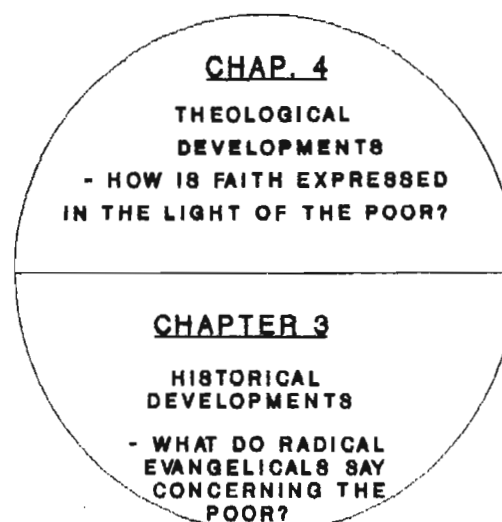 CHAP. 4
THEOLOGICAL
DEVELOPMENTS
- HOW IS FAITH EXPRESSED
IN THE LIGHT OF THE POOR?
CHAPTER 3
HISTORICAL
DEVELOPMENTS
- WHAT DO RADICAL
EVANGELICALS SAY
CONCERNING THE
POOR?